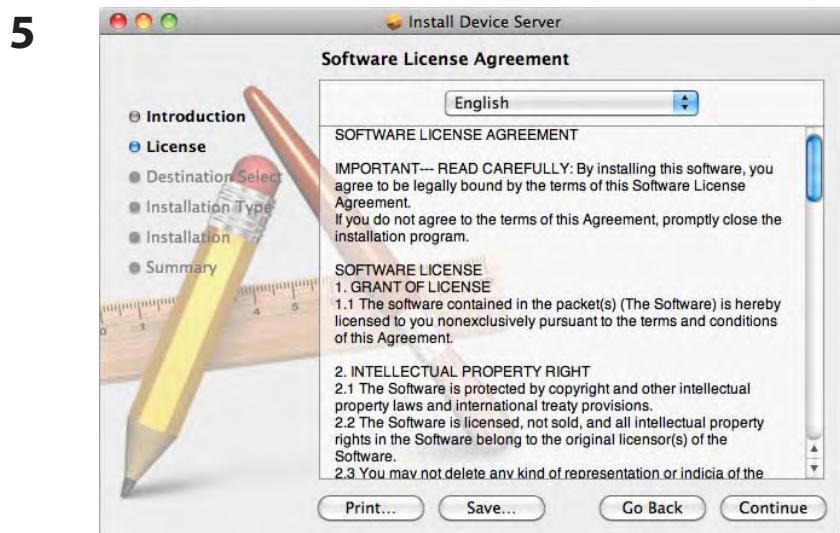 5
Install Device Server
Software License Agreement
Introduction
License
Destination Select
Installation Type
Installation
Summary
English
SOFTWARE LICENSE AGREEMENT
IMPORTANT--- READ CAREFULLY: By installing this software, you
agree to be legally bound by the terms of this Software License
Agreement.
If you do not agree to the terms of this Agreement, promptly close the
installation program.
SOFTWARE LICENSE
1. GRANT OF LICENSE
1.1 The software contained in the packet(s) (The Software) is hereby
licensed to you nonexclusively pursuant to the terms and conditions
of this Agreement.
2. INTELLECTUAL PROPERTY RIGHT
2.1 The Software is protected by copyright and other intellectual
property laws and international treaty provisions.
2.2 The Software is licensed, not sold, and all intellectual property
rights in the Software belong to the original licensor(s) of the
Software.
2.3 You may not delete any kind of representation or indicia of the
1
4
5
Print...
Save...
Go Back
Continue